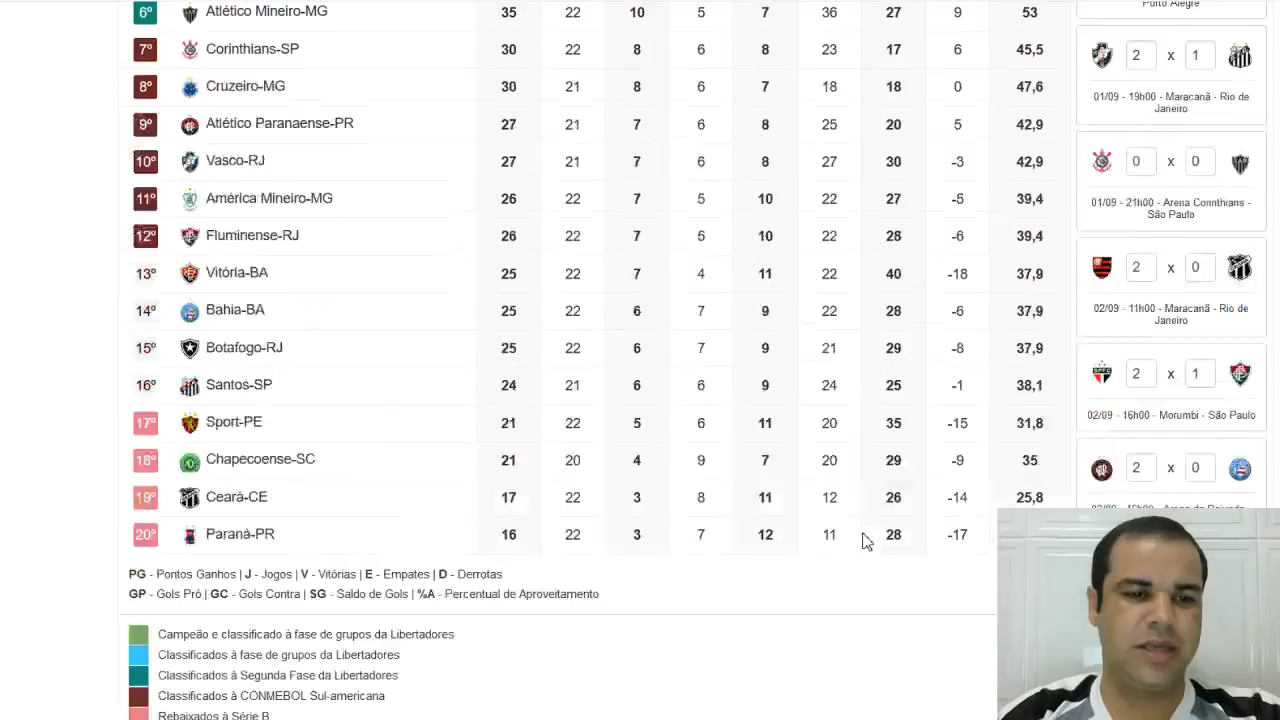 6º Atlético Mineiro-MG 35 22 10 5 7 36 27 9 53
7º Corinthians-SP 30 22 8 6 8 23 17 6 45,5
8º Cruzeiro-MG 30 21 8 6 7 18 18 0 47,6
9º Atlético Paranaense-PR 27 21 7 6 8 25 20 5 42,9
10º Vasco-RJ 27 21 7 6 8 27 30 -3 42,9
11º América Mineiro-MG 26 22 7 5 10 22 27 -5 39,4
12º Fluminense-RJ 26 22 7 5 10 22 28 -6 39,4
13º Vitória-BA 25 22 7 4 11 22 40 -18 37,9
14º Bahia-BA 25 22 6 7 9 22 28 -6 37,9
15º Botafogo-RJ 25 22 6 7 9 21 29 -8 37,9
16º Santos-SP 24 21 6 6 9 24 25 -1 38,1
17º Sport-PE 21 22 5 6 11 20 35 -15 31,8
18º Chapecoense-SC 21 20 4 9 7 20 29 -9 35
19º Ceará-CE 17 22 3 8 11 12 26 -14 25,8
20º Paraná-PR 16 22 3 7 12 11 28 -17
PG - Pontos Ganhos | J - Jogos | V - Vitórias | E - Empates | D - Derrotas
GP - Gols Pró | GC - Gols Contra | SG - Saldo de Gols | %A - Percentual de Aproveitamento
Campeão e classificado à fase de grupos da Libertadores
Classificados à fase de grupos da Libertadores
Classificados à Segunda Fase da Libertadores
Classificados à CONMEBOL Sul-americana
Rebaixados à Série B
Porto Alegre
2 x 1
01/09 - 19h00 - Maracanã - Rio de
Janeiro
0 x 0
01/09 - 21h00 - Arena Corinthians -
São Paulo
2 x 0
02/09 - 11h00 - Maracanã - Rio de
Janeiro
SPFC 2 x 1
02/09 - 16h00 - Morumbi - São Paulo
2 x 0